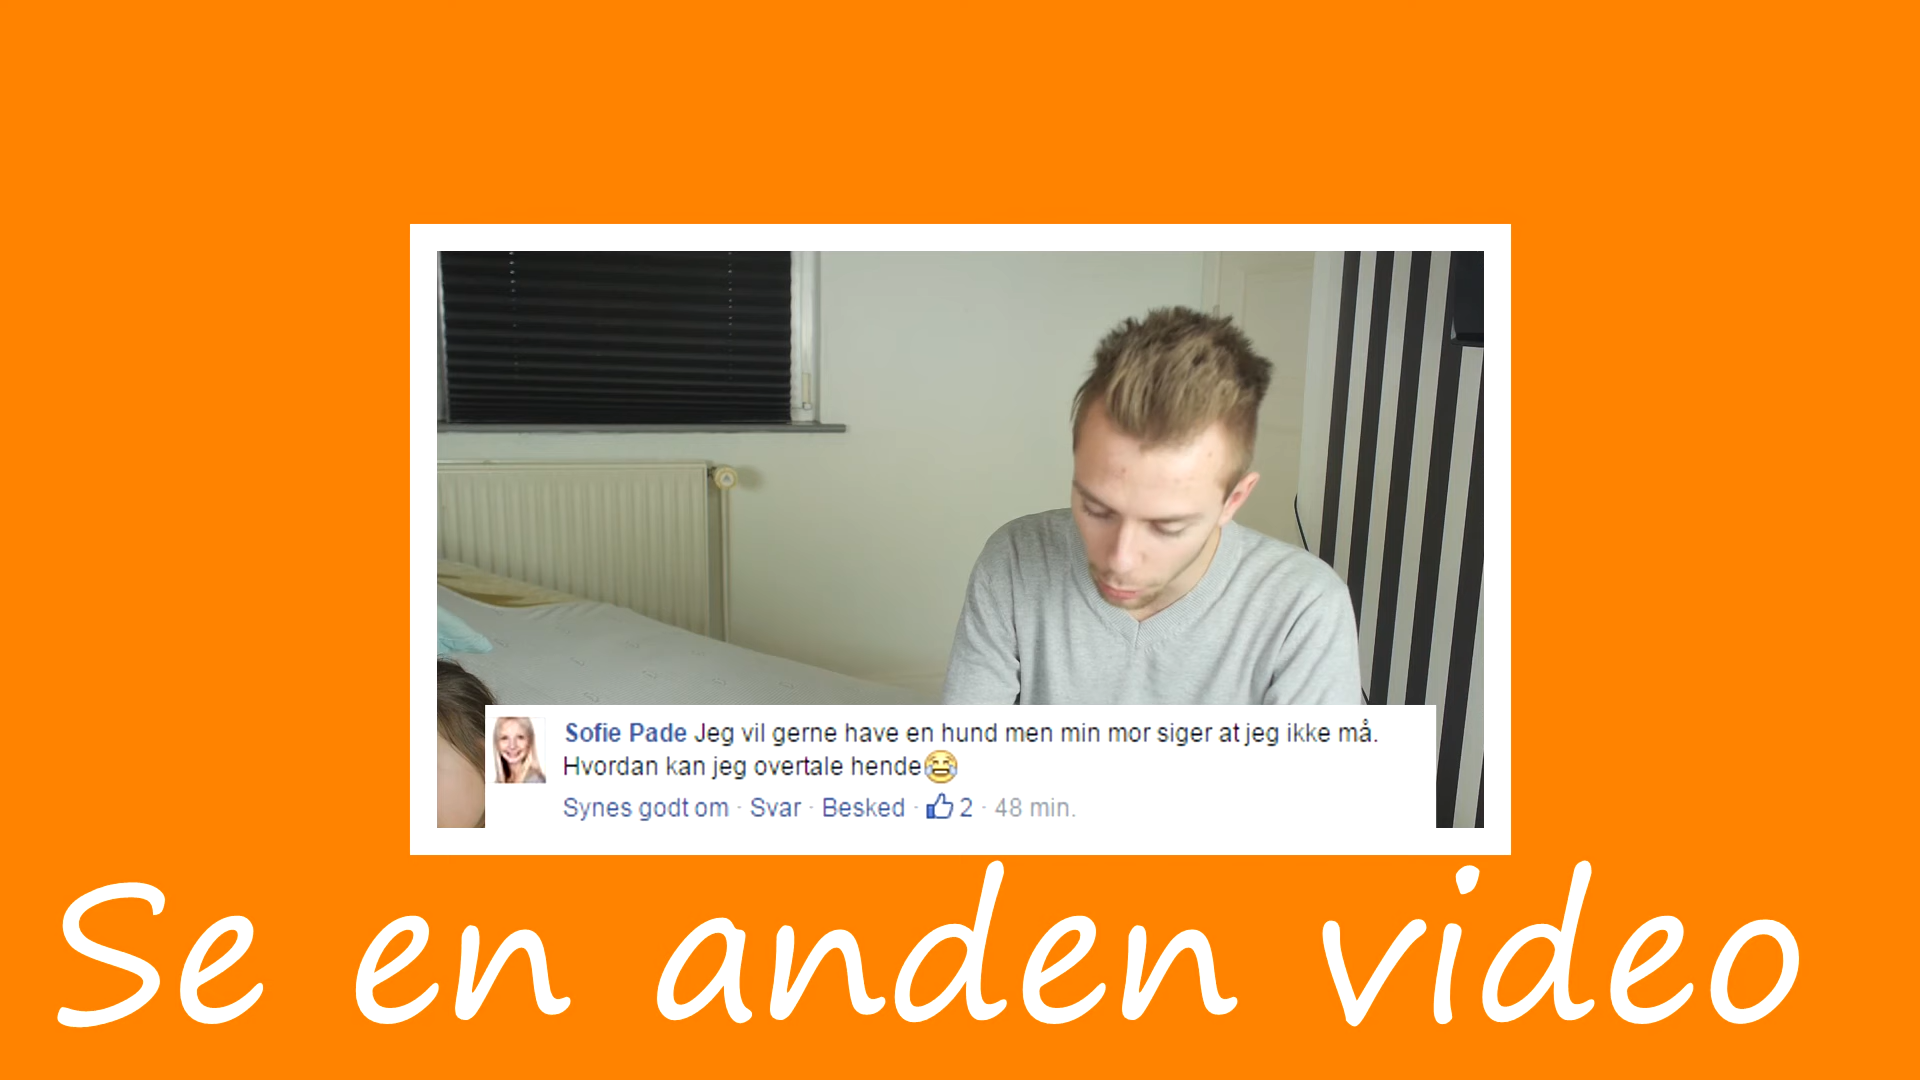 Sofie Pade Jeg vil gerne have en hund men min mor siger at jeg ikke må.
Hvordan kan jeg overtale hende😂
Synes godt om · Svar · Besked · 2 · 48 min.
Se en anden video